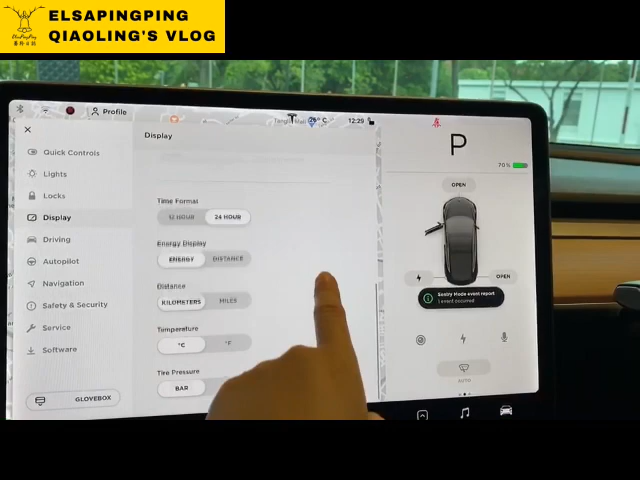 ELSAPINGPING
QIAOLING'S VLOG
Profile
12:29
Display
P
70%
Quick Controls
Lights
Locks
Display
Driving
Autopilot
Navigation
Safety & Security
Service
Software
GLOVEBOX
Time Format
12 HOUR
24 HOUR
Energy Display
ENERGY
DISTANCE
Distance
KILOMETERS
MILES
Temperature
°C
°F
Tire Pressure
BAR
OPEN
OPEN
Sentry Mode event report
1 event occurred
AUTO